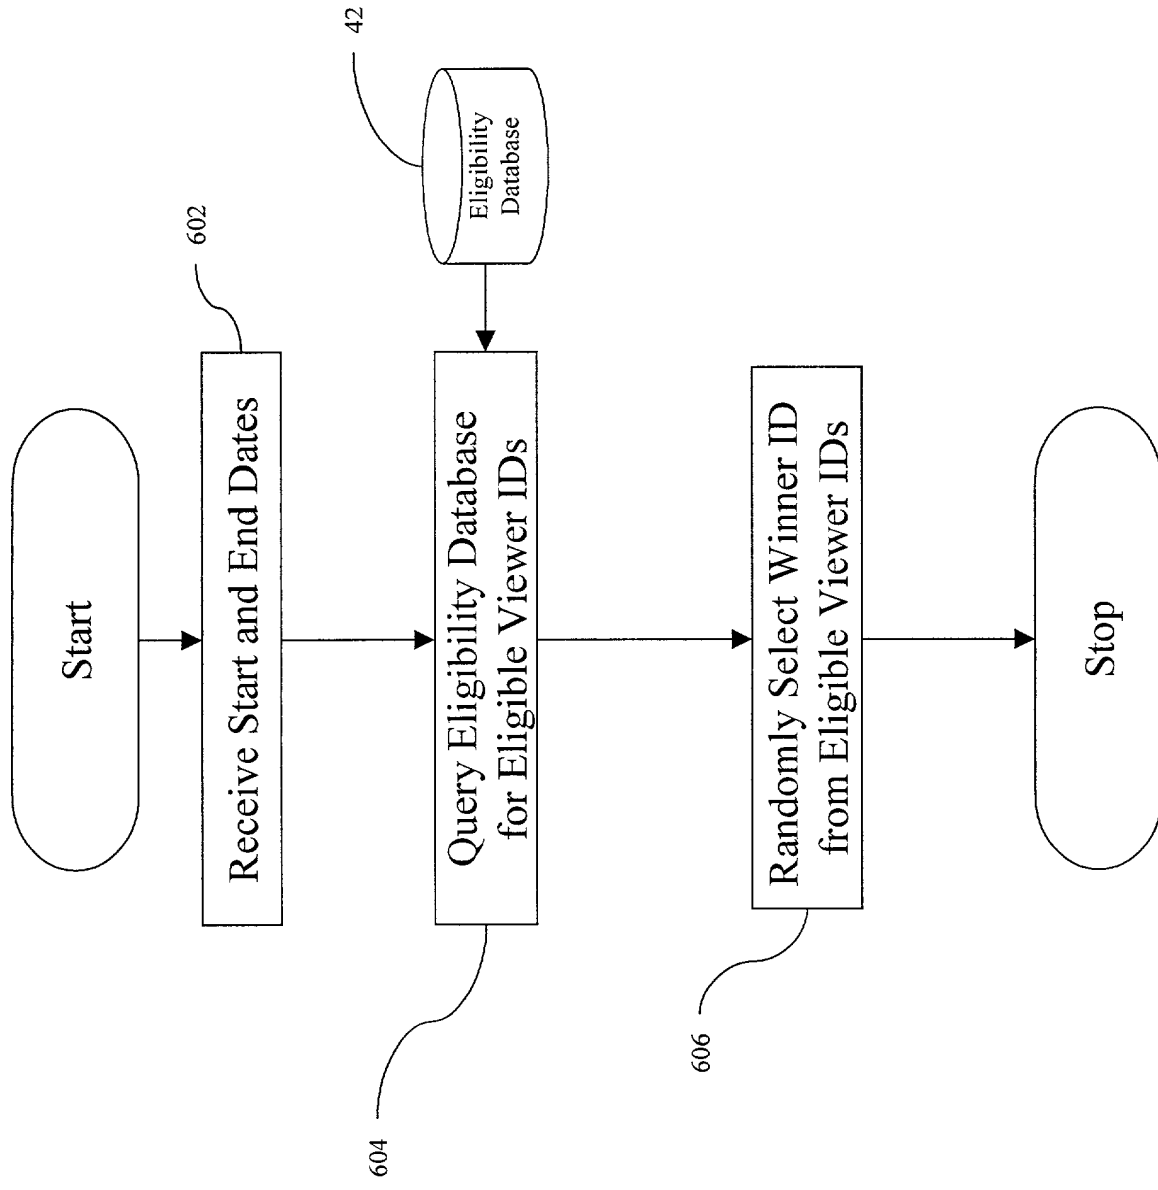 Start
602
Receive Start and End Dates
42
Eligibility
Database
Query Eligibility Database
for Eligible Viewer IDs
604
Randomly Select Winner ID
from Eligible Viewer IDs
606
Stop